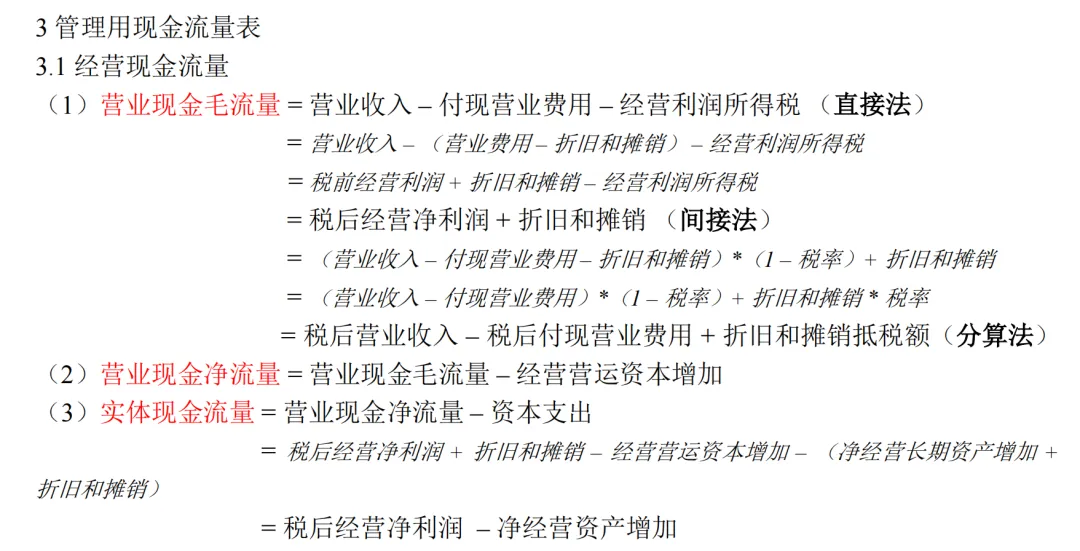 3 管理用现金流量表
3.1 经营现金流量
（1）营业现金毛流量 = 营业收入 – 付现营业费用 – 经营利润所得税 （直接法）
= 营业收入 – （营业费用 – 折旧和摊销）– 经营利润所得税
= 税前经营利润 + 折旧和摊销 – 经营利润所得税
= 税后经营净利润 + 折旧和摊销 （间接法）
= （营业收入 – 付现营业费用 – 折旧和摊销）*（1 – 税率）+ 折旧和摊销
= （营业收入 – 付现营业费用）*（1 – 税率）+ 折旧和摊销 * 税率
= 税后营业收入 – 税后付现营业费用 + 折旧和摊销抵税额（分算法）
（2）营业现金净流量 = 营业现金毛流量 – 经营营运资本增加
（3）实体现金流量 = 营业现金净流量 – 资本支出
= 税后经营净利润 + 折旧和摊销 – 经营营运资本增加 – （净经营长期资产增加 +
折旧和摊销）
= 税后经营净利润 – 净经营资产增加